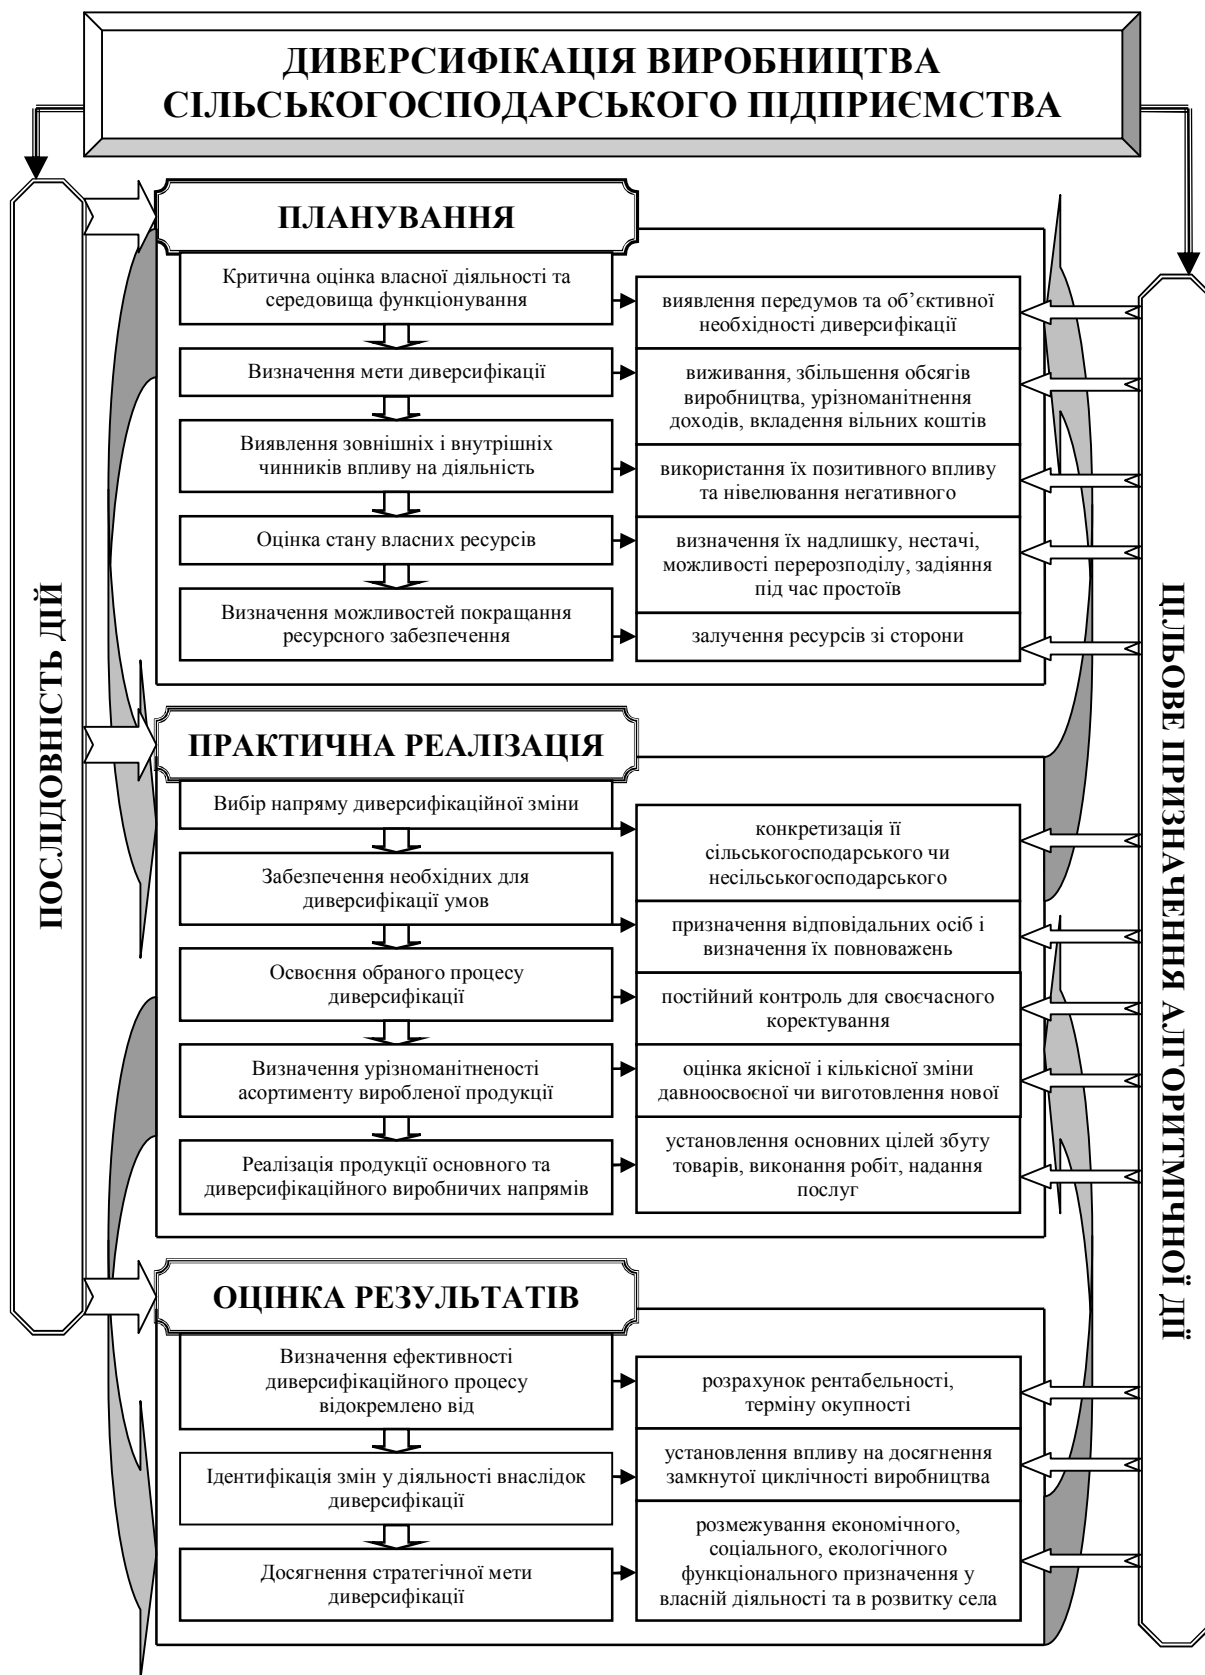 ДИВЕРСИФІКАЦІЯ ВИРОБНИЦТВА
СІЛЬСЬКОГОСПОДАРСЬКОГО ПІДПРИЄМСТВА
ПОСЛІДОВНІСТЬ ДІЙ
ПЛАНУВАННЯ
Критична оцінка власної діяльності та
середовища функціонування
виявлення передумов та об’єктивної
необхідності диверсифікації
Визначення мети диверсифікації
виживання, збільшення обсягів
виробництва, урізноманітнення
доходів, вкладення вільних коштів
Виявлення зовнішніх і внутрішніх
чинників впливу на діяльність
використання їх позитивного впливу
та нівелювання негативного
Оцінка стану власних ресурсів
визначення їх надлишку, нестачі,
можливості перерозподілу, задіяння
під час простоїв
Визначення можливостей покращання
ресурсного забезпечення
залучення ресурсів зі сторони
ПРАКТИЧНА РЕАЛІЗАЦІЯ
Вибір напряму диверсифікаційної зміни
конкретизація її
сільськогосподарського чи
несільськогосподарського
Забезпечення необхідних для
диверсифікації умов
призначення відповідальних осіб і
визначення їх повноважень
Освоєння обраного процесу
диверсифікації
постійний контроль для своєчасного
коректування
Визначення урізноманітненості
асортименту виробленої продукції
оцінка якісної і кількісної зміни
давноосвоєної чи виготовлення нової
Реалізація продукції основного та
диверсифікаційного виробничих напрямів
установлення основних цілей збуту
товарів, виконання робіт, надання
послуг
ОЦІНКА РЕЗУЛЬТАТІВ
Визначення ефективності
диверсифікаційного процесу
відокремлено від
розрахунок рентабельності,
терміну окупності
Ідентифікація змін у діяльності внаслідок
диверсифікації
установлення впливу на досягнення
замкнутої циклічності виробництва
Досягнення стратегічної мети
диверсифікації
розмежування економічного,
соціального, екологічного
функціонального призначення у
власній діяльності та в розвитку села
ЦІЛЬОВЕ ПРИЗНАЧЕННЯ АЛГОРИТМІЧНОЇ ДІЇ